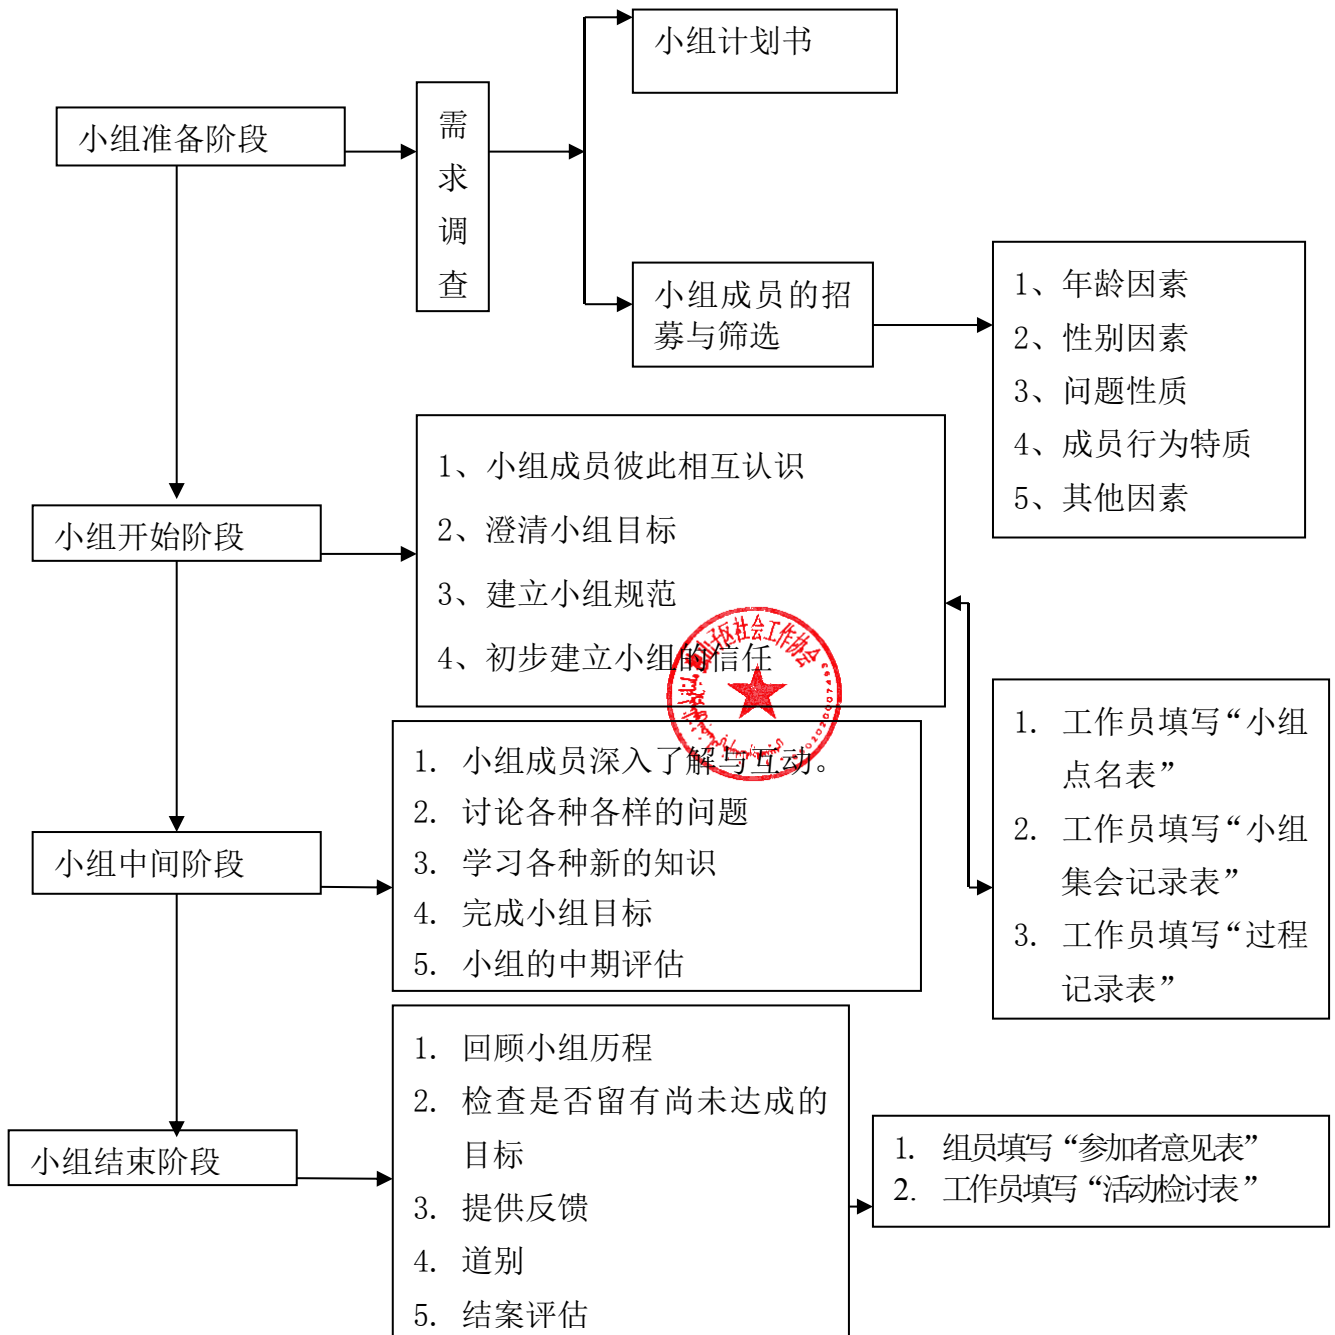 小组计划书
小组准备阶段
需
求
调
查
小组成员的招
募与筛选
1、年龄因素
2、性别因素
3、问题性质
4、成员行为特质
5、其他因素
小组开始阶段
1、小组成员彼此相互认识
2、澄清小组目标
3、建立小组规范
4、初步建立小组的信任
山子区社会工作协会
小组中间阶段
1. 小组成员深入了解与互动。
2. 讨论各种各样的问题
3. 学习各种新的知识
4. 完成小组目标
5. 小组的中期评估
1. 工作员填写“小组
点名表”
2. 工作员填写“小组
集会记录表”
3. 工作员填写“过程
记录表”
小组结束阶段
1. 回顾小组历程
2. 检查是否留有尚未达成的
目标
3. 提供反馈
4. 道别
5. 结案评估
1. 组员填写“参加者意见表”
2. 工作员填写“活动检讨表”